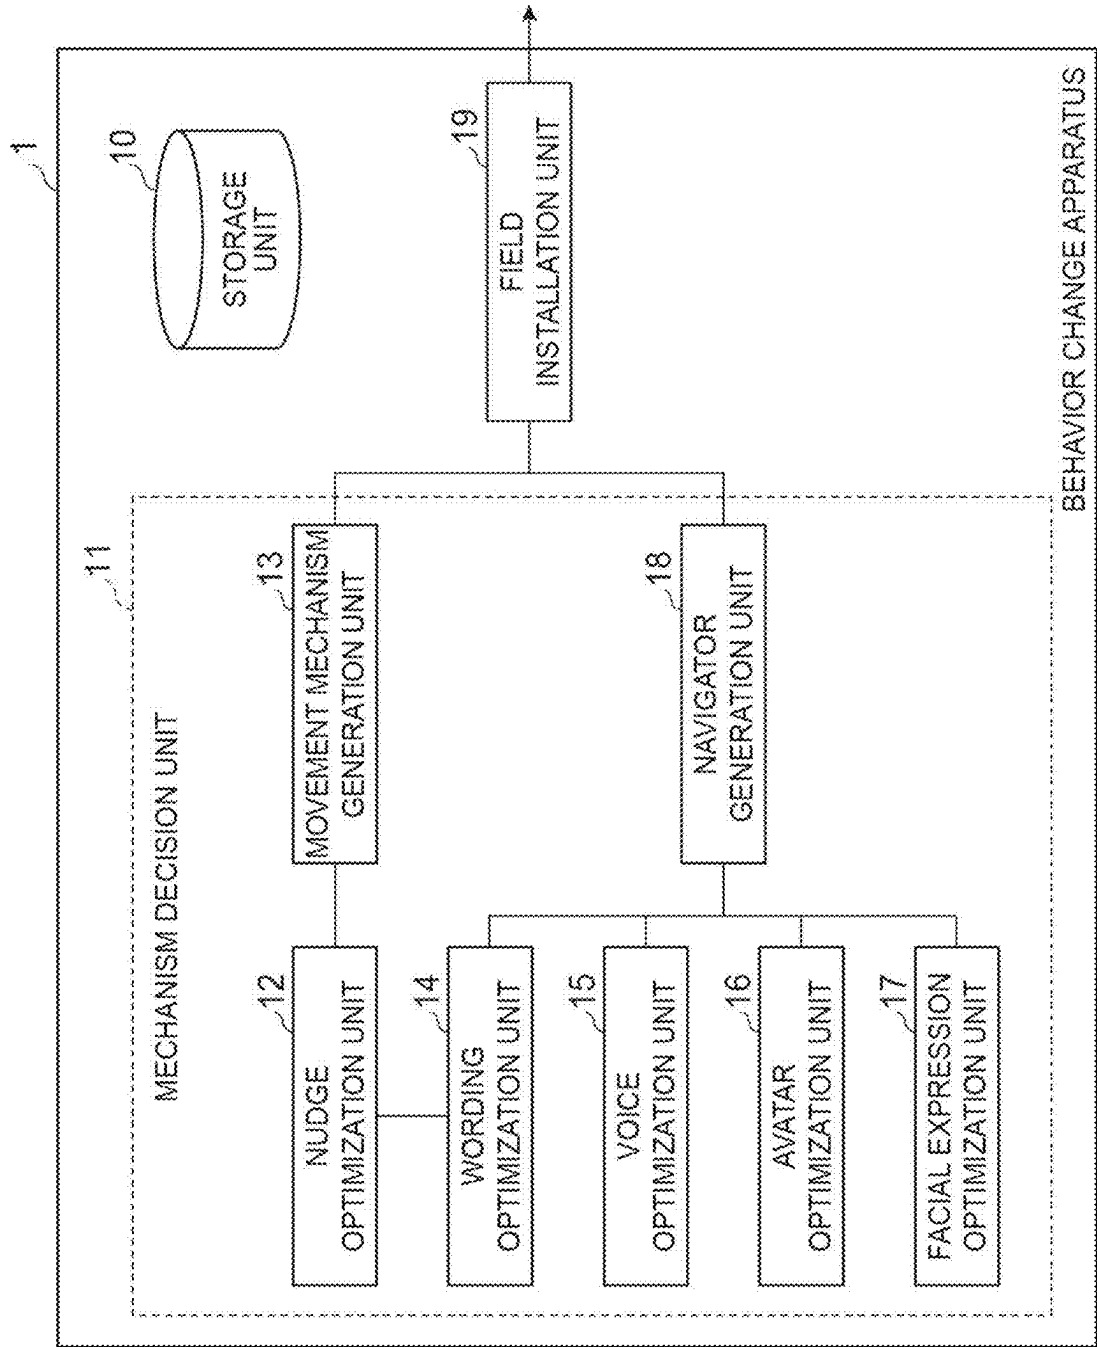 1
11
MECHANISM DECISION UNIT
12
NUDGE
OPTIMIZATION UNIT
13
MOVEMENT MECHANISM
GENERATION UNIT
10
STORAGE
UNIT
14
WORDING
OPTIMIZATION UNIT
15
VOICE
OPTIMIZATION UNIT
16
AVATAR
OPTIMIZATION UNIT
17
FACIAL EXPRESSION
OPTIMIZATION UNIT
18
NAVIGATOR
GENERATION UNIT
19
FIELD
INSTALLATION UNIT
BEHAVIOR CHANGE APPARATUS